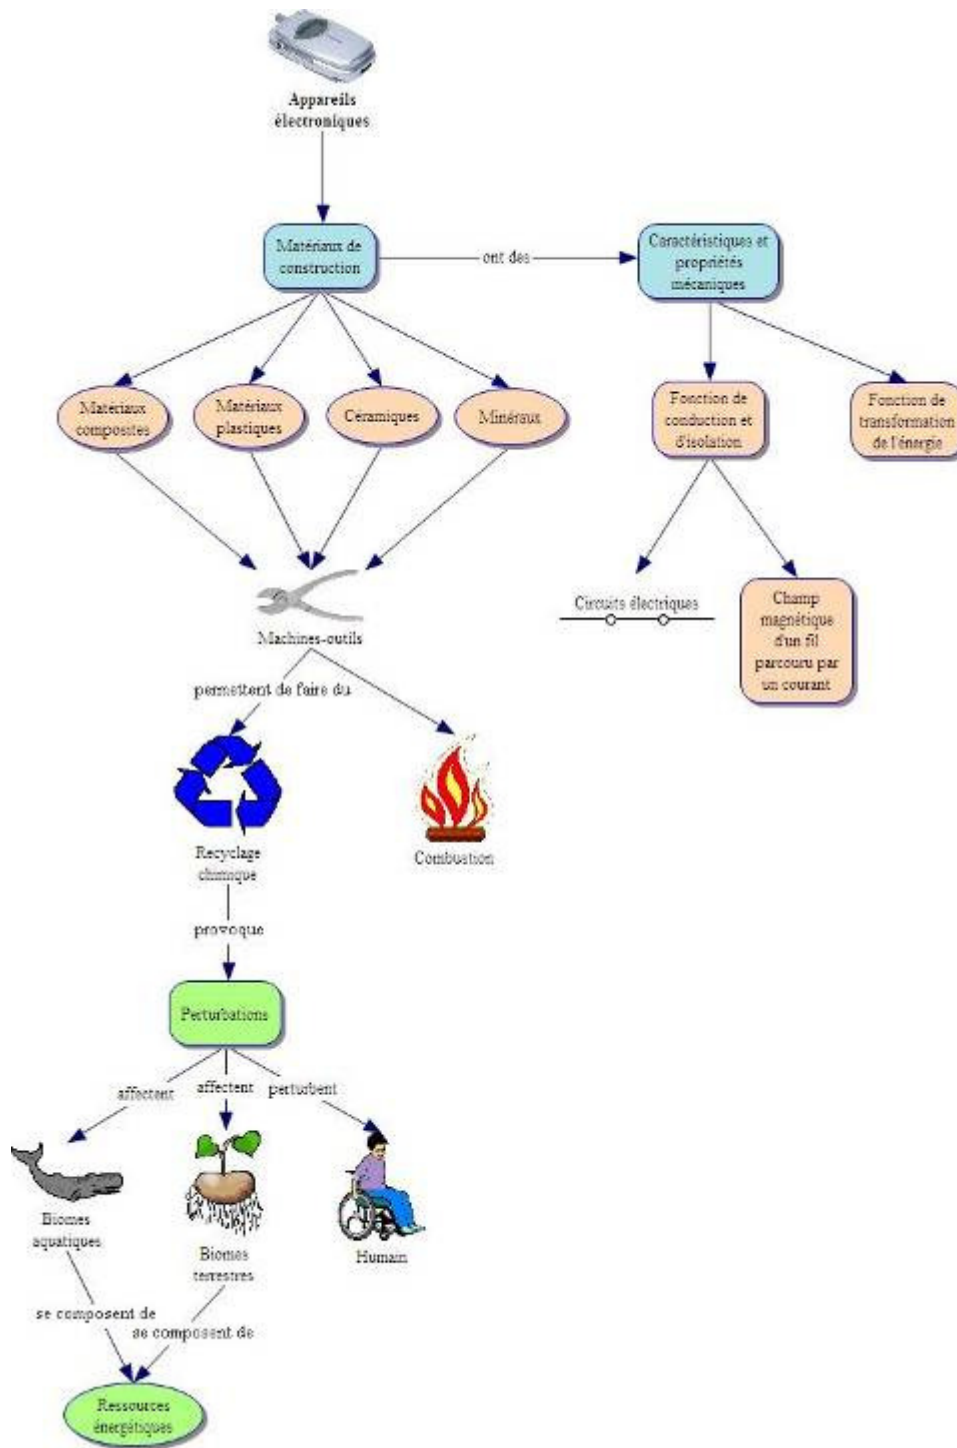 Appareils
électroniques
Matériaux de
construction
ont des
Caractéristiques et
propriétés
mécaniques
Matériaux
composites
Matériaux
plastiques
Céramiques
Minéraux
Fonction de
conduction et
d'isolation
Fonction de
transformation
de l'énergie
Circuits électriques
Champ
magnétique
d'un fil
parcouru par
un courant
Machines-outils
permettent de faire du
Recyclage
chimique
Combustion
provoque
Perturbations
affectent
affectent
perturbent
Biomes
aquatiques
Biomes
terrestres
Humain
se composent de
se composent de
Ressources
énergétiques